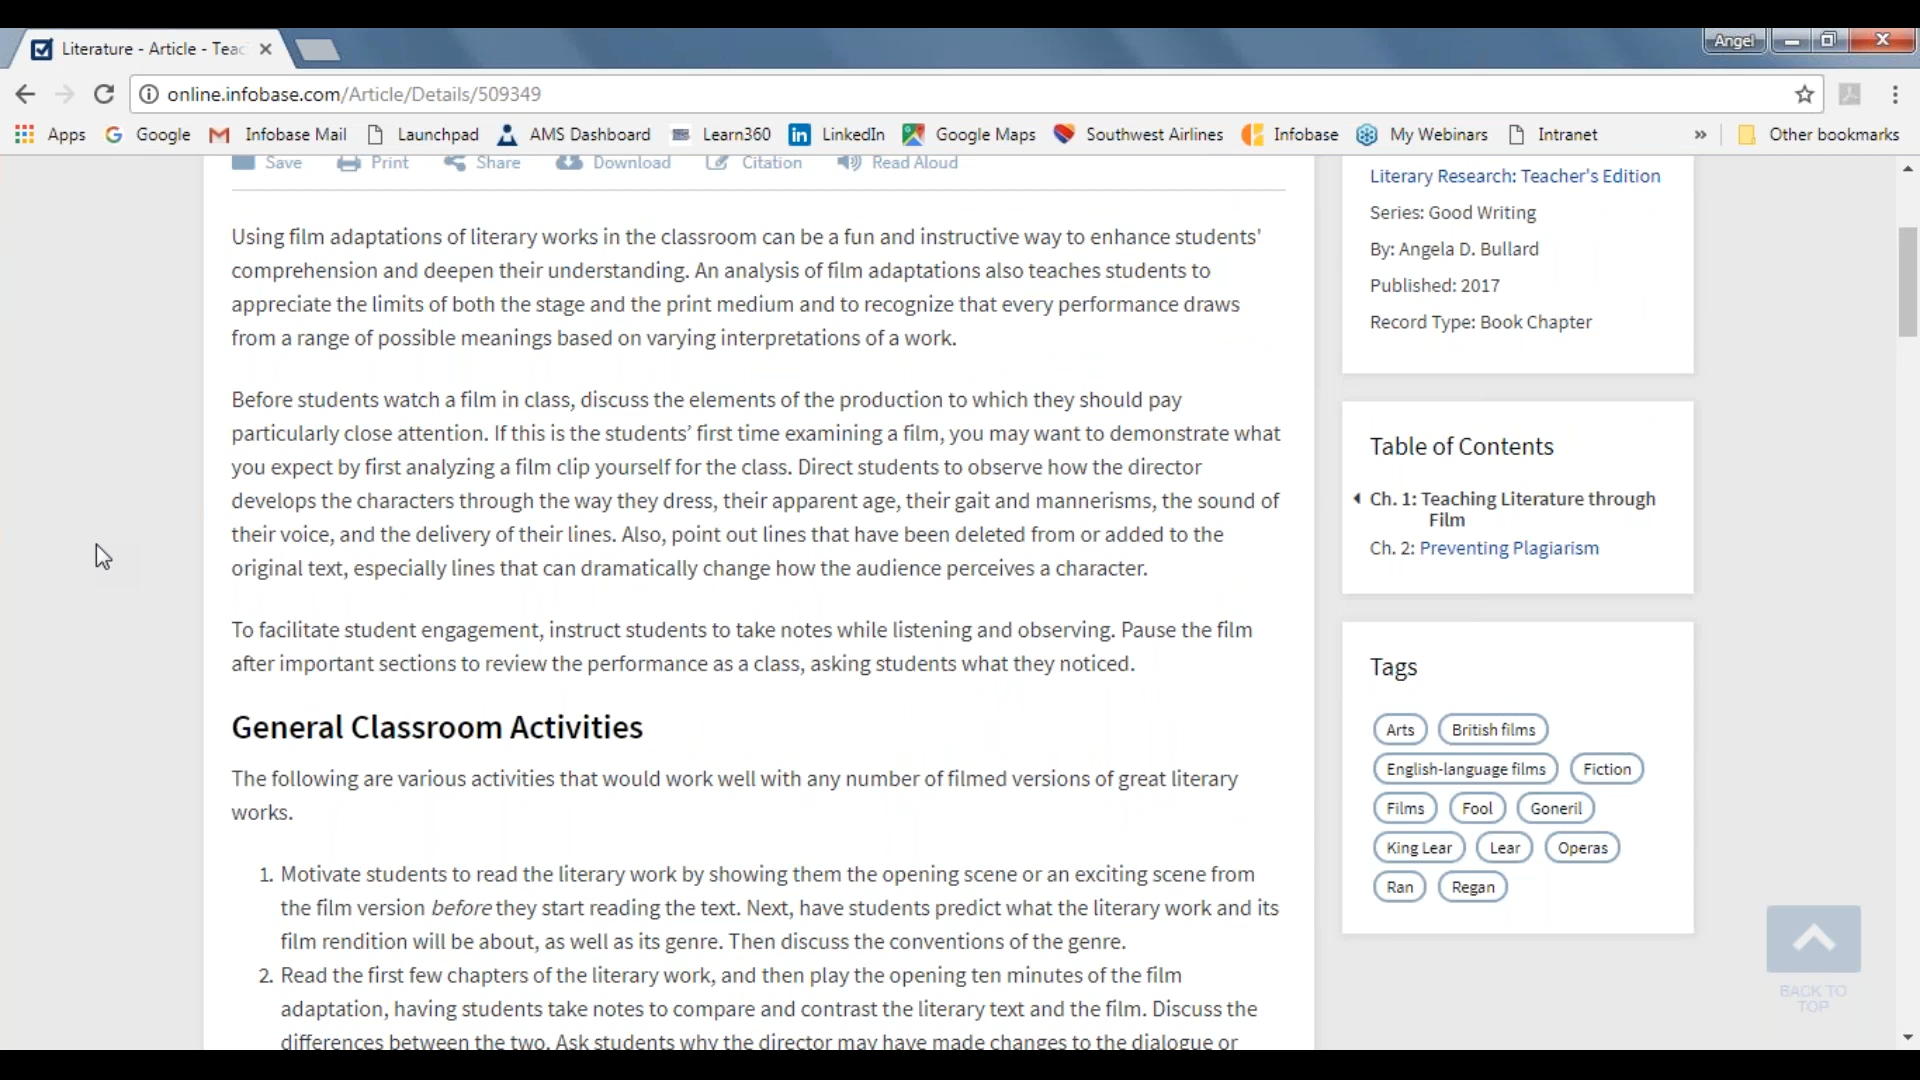 Literature - Article - Teac
Angel
online.infobase.com/Article/Details/509349
Apps Google Infobase Mail Launchpad AMS Dashboard Learn360 LinkedIn Google Maps Southwest Airlines Infobase My Webinars Intranet » Other bookmarks
Save Print Share Download Citation Read Aloud
Using film adaptations of literary works in the classroom can be a fun and instructive way to enhance students'
comprehension and deepen their understanding. An analysis of film adaptations also teaches students to
appreciate the limits of both the stage and the print medium and to recognize that every performance draws
from a range of possible meanings based on varying interpretations of a work.
Before students watch a film in class, discuss the elements of the production to which they should pay
particularly close attention. If this is the students’ first time examining a film, you may want to demonstrate what
you expect by first analyzing a film clip yourself for the class. Direct students to observe how the director
develops the characters through the way they dress, their apparent age, their gait and mannerisms, the sound of
their voice, and the delivery of their lines. Also, point out lines that have been deleted from or added to the
original text, especially lines that can dramatically change how the audience perceives a character.
To facilitate student engagement, instruct students to take notes while listening and observing. Pause the film
after important sections to review the performance as a class, asking students what they noticed.
General Classroom Activities
The following are various activities that would work well with any number of filmed versions of great literary
works.
1. Motivate students to read the literary work by showing them the opening scene or an exciting scene from
the film version before they start reading the text. Next, have students predict what the literary work and its
film rendition will be about, as well as its genre. Then discuss the conventions of the genre.
2. Read the first few chapters of the literary work, and then play the opening ten minutes of the film
adaptation, having students take notes to compare and contrast the literary text and the film. Discuss the
differences between the two. Ask students why the director may have made changes to the dialogue or
Literary Research: Teacher's Edition
Series: Good Writing
By: Angela D. Bullard
Published: 2017
Record Type: Book Chapter
Table of Contents
Ch. 1: Teaching Literature through
Film
Ch. 2: Preventing Plagiarism
Tags
Arts British films
English-language films Fiction
Films Fool Goneril
King Lear Lear Operas
Ran Regan
BACK TO
TOP